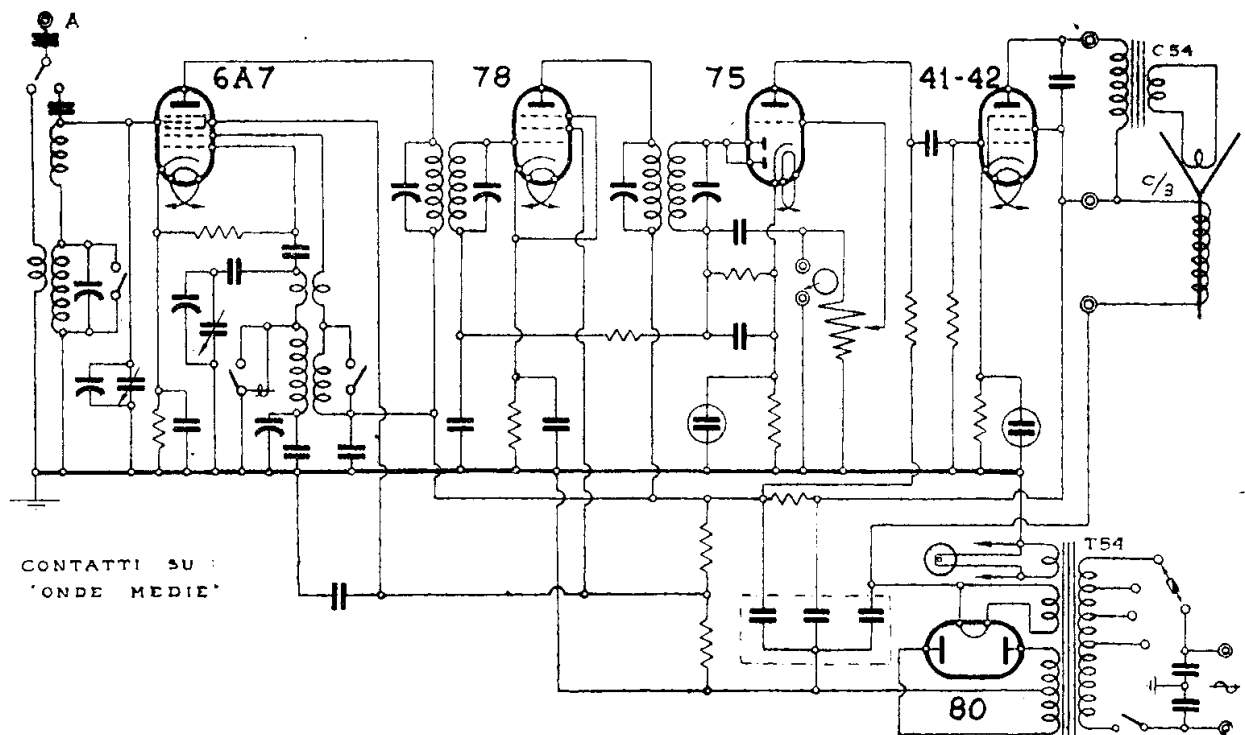 A
6A7
78
75
41-42
C54
C/3
CONTATTI SU :
"ONDE MEDIE"
T54
80